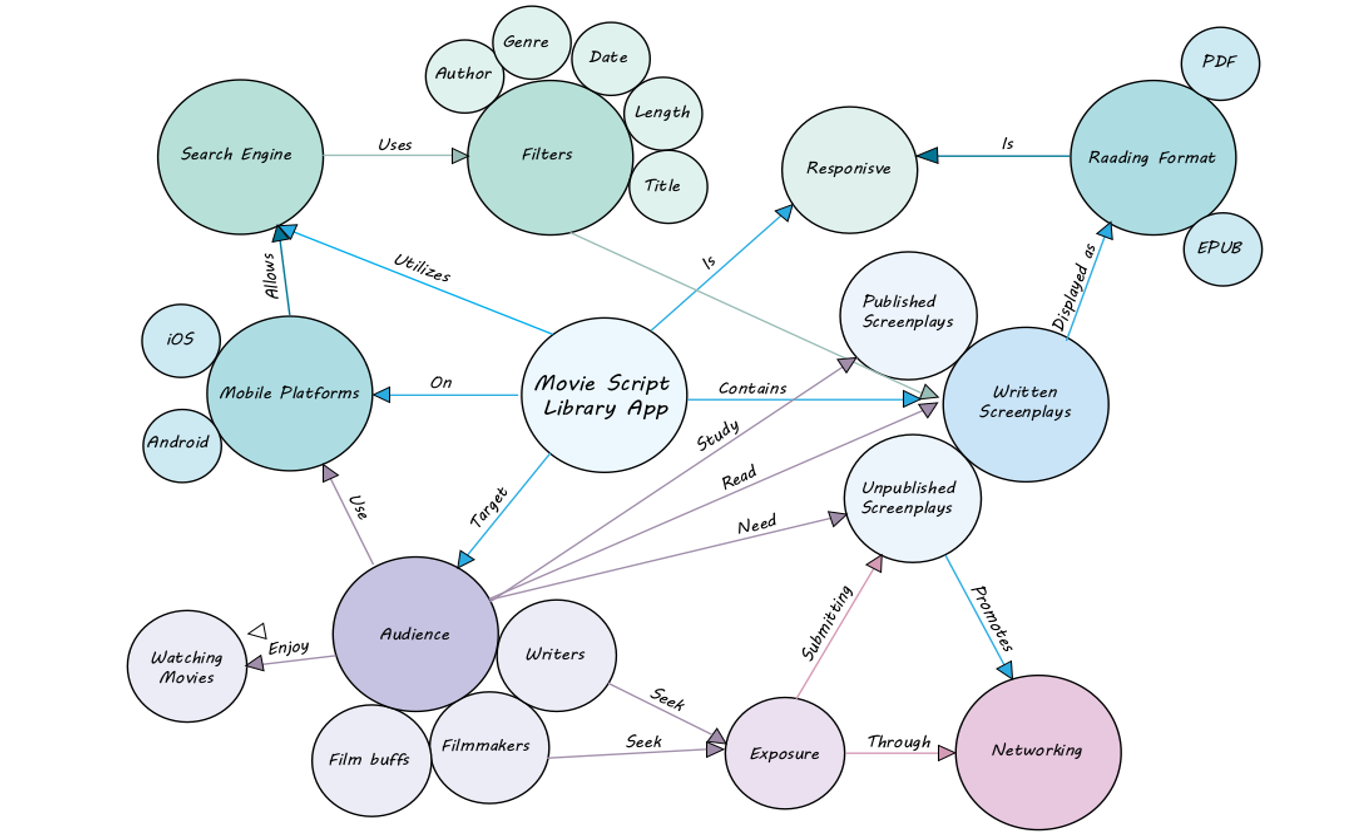 Genre
Author
Date
PDF
Length
Search Engine
Uses
Filters
Title
Responisve
Is
Raading Format
EPUB
Allows
Utilizes
Is
Published
Screenplays
Displayed as
iOS
Mobile Platforms
On
Movie Script
Library App
Contains
Written
Screenplays
Android
Study
Read
Use
Target
Need
Unpublished
Screenplays
Submitting
Promotes
Audience
Enjoy
Watching
Movies
Writers
Seek
Film buffs
Filmmakers
Seek
Exposure
Through
Networking